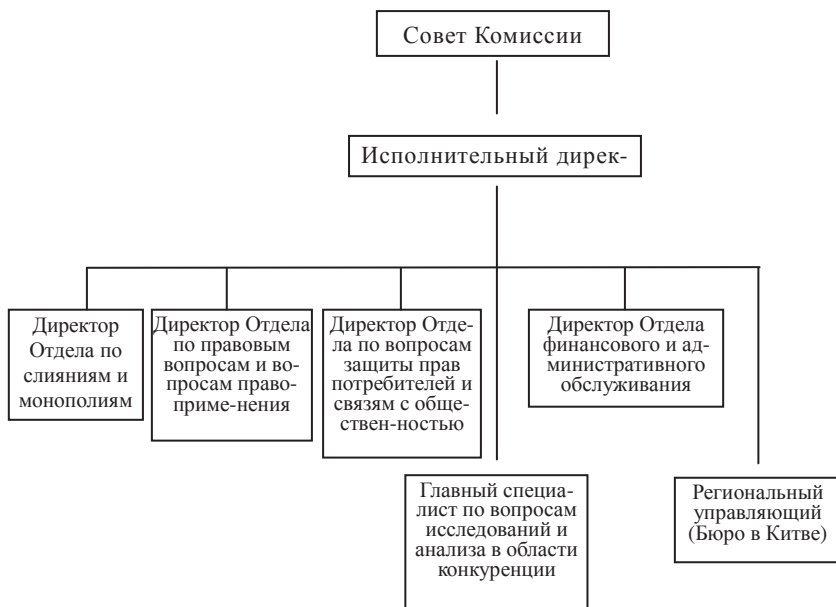 Совет Комиссии
Исполнительный дирек-
Директор
Отдела по
слияниям и
монополиям
Директор Отдела
по правовым
вопросам и во-
просам право-
приме-нения
Директор Отде-
ла по вопросам
защиты прав
потребителей и
связям с обще-
ствен-ностью
Директор Отдела
финансового и ад-
министративного
обслуживания
Главный специа-
лист по вопросам
исследований и
анализа в области
конкуренции
Региональный
управляющий
(Бюро в Китве)